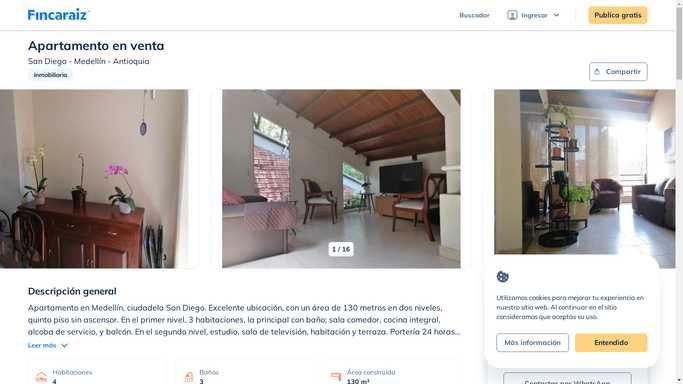 Fincaraiz
Buscador
Ingresar
Publica gratis
Apartamento en venta
San Diego - Medellín - Antioquia
Inmobiliaria
Compartir
1 / 16
Descripción general
Apartamento en Medellín, ciudadela San Diego. Excelente ubicación, con un área de 130 metros en dos niveles,
quinto piso sin ascensor. En el primer nivel, 3 habitaciones, la principal con baño; sala comedor, cocina integral,
alcoba de servicio, y balcón. En el segundo nivel, estudio, sala de televisión, habitación y terraza. Portería 24 horas...
Leer más
Habitaciones
4
Baños
3
Área construida
130 m²
Utilizamos cookies para mejorar tu experiencia en
nuestro sitio web. Al continuar en el sitio
consideramos que aceptas su uso.
Más información
Entendido
Contactar por WhatsApp